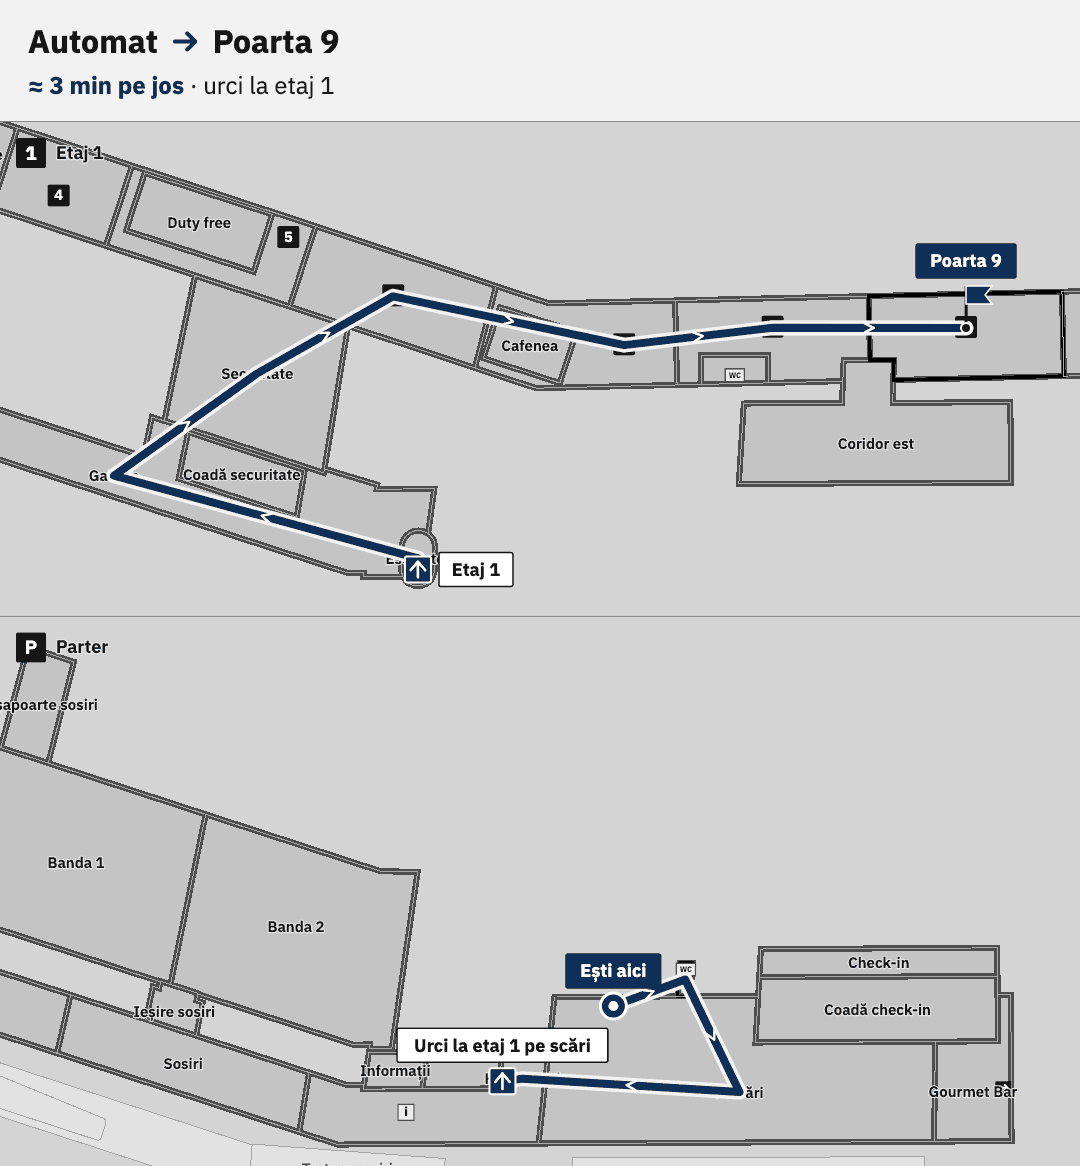 Automat → Poarta 9
≈ 3 min pe jos · urci la etaj 1
1 Etaj 1
4
Duty free
5
Poarta 9
Cafenea
WC
Coridor est
Coadă securitate
Etaj 1
P Parter
sapoarte sosiri
Banda 1
Banda 2
Ești aici
WC
Check-in
Coadă check-in
Ieșire sosiri
Urci la etaj 1 pe scări
Sosiri
Informații
i
Gourmet Bar